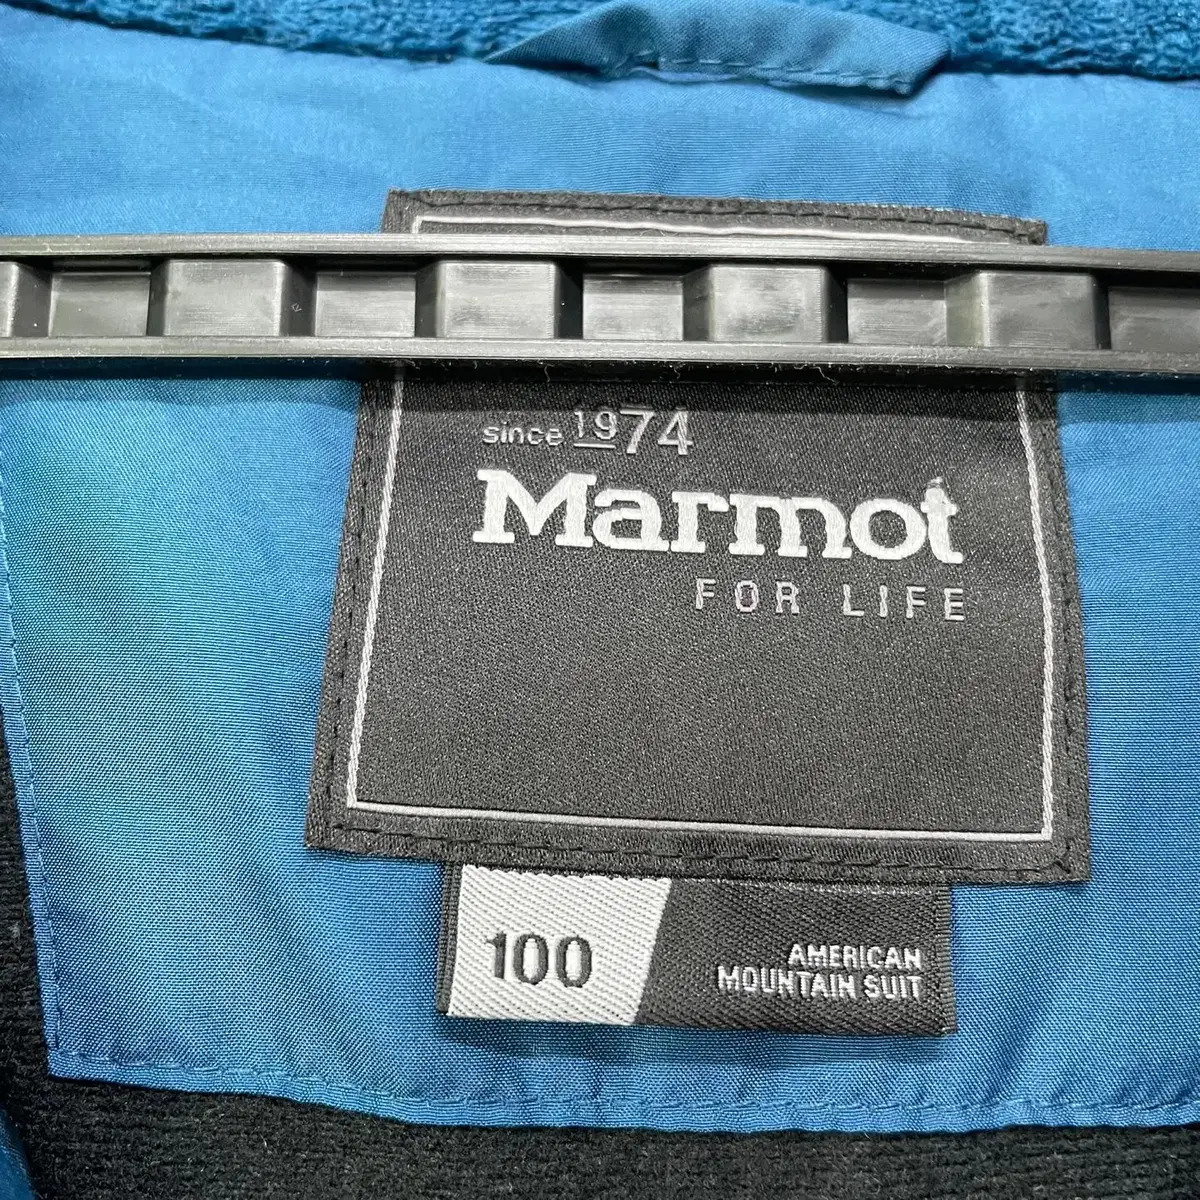 since 1974
Marmot
FOR LIFE
100
AMERICAN
MOUNTAIN SUIT